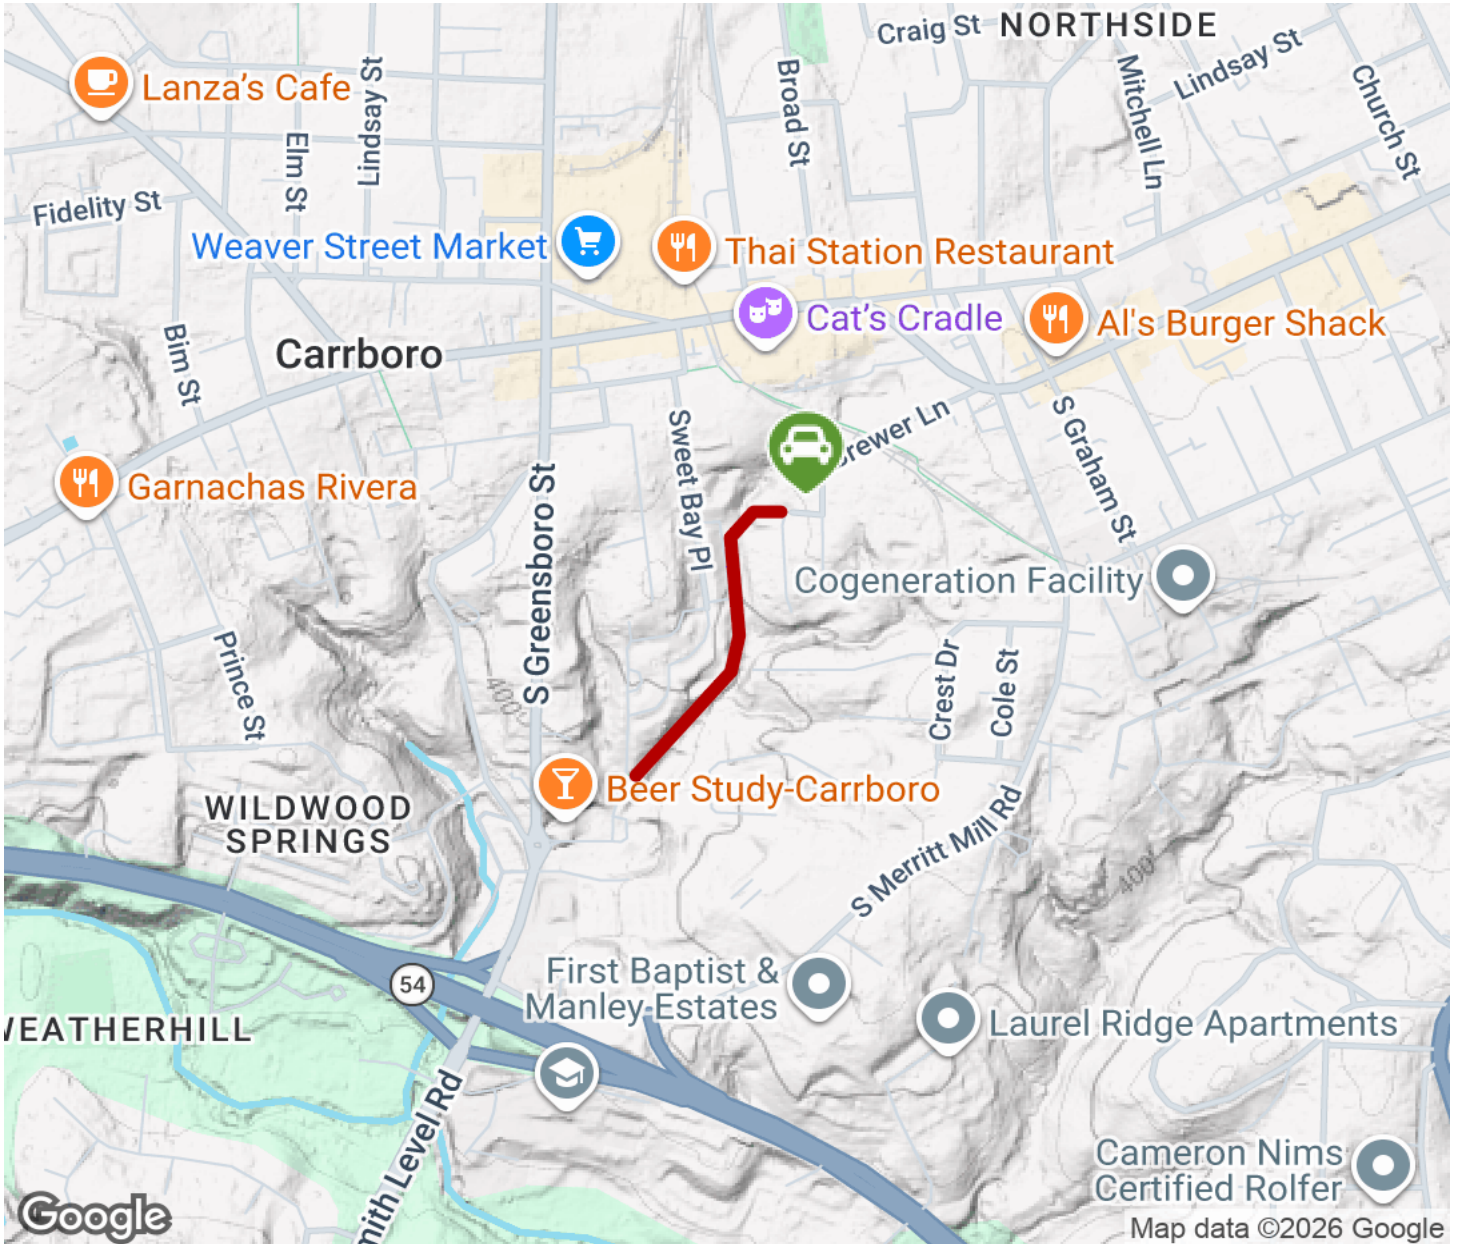 Craig St
NORTHSIDE
Lindsay St
Church St
Mitchell Ln
Broad St
Lindsay St
Elm St
Lanza's Cafe
Fidelity St
Weaver Street Market
Thai Station Restaurant
Cat's Cradle
Al's Burger Shack
Carrboro
Bim St
Sweet Bay Pl
Brewer Ln
S Graham St
Garnachas Rivera
S Greensboro St
Cogeneration Facility
Prince St
Crest Dr
Cole St
400'
Beer Study-Carrboro
WILDWOOD
SPRINGS
S Merritt Mill Rd
400'
54
First Baptist &
Manley Estates
WEATHERHILL
Laurel Ridge Apartments
mith Level Rd
Cameron Nims
Certified Rolfer
Google
Map data ©2026 Google